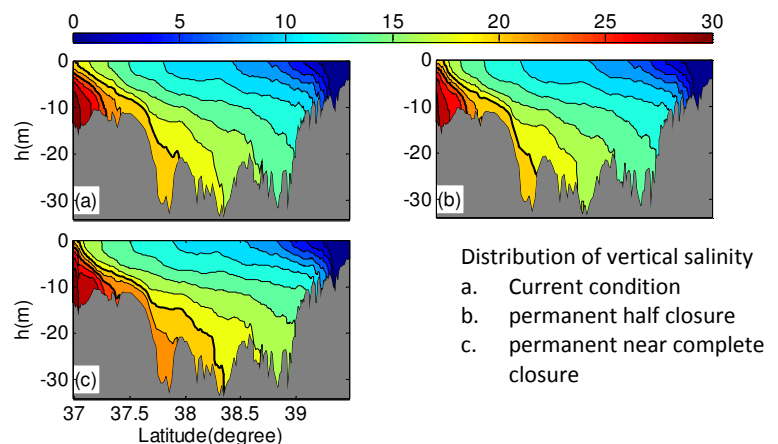 0 5 10 15 20 25 30
0
-10
-20
-30
h(m)
(a)
0
-10
-20
-30
(b)
0
-10
-20
-30
h(m)
(c)
37 37.5 38 38.5 39
Latitude(degree)
Distribution of vertical salinity
a. Current condition
b. permanent half closure
c. permanent near complete
closure